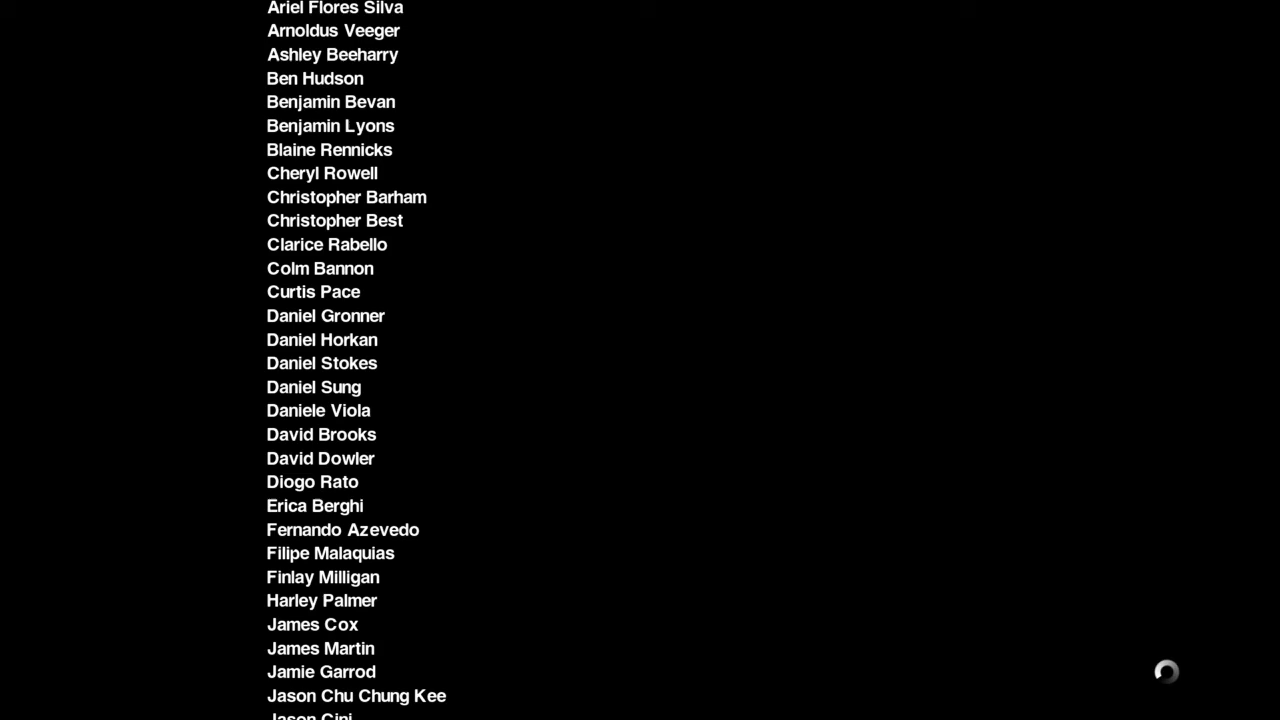 Ariel Flores Silva
Arnoldus Veeger
Ashley Beeharry
Ben Hudson
Benjamin Bevan
Benjamin Lyons
Blaine Rennicks
Cheryl Rowell
Christopher Barham
Christopher Best
Clarice Rabello
Colm Bannon
Curtis Pace
Daniel Gronner
Daniel Horkan
Daniel Stokes
Daniel Sung
Daniele Viola
David Brooks
David Dowler
Diogo Rato
Erica Berghi
Fernando Azevedo
Filipe Malaquias
Finlay Milligan
Harley Palmer
James Cox
James Martin
Jamie Garrod
Jason Chu Chung Kee
Jason Cini